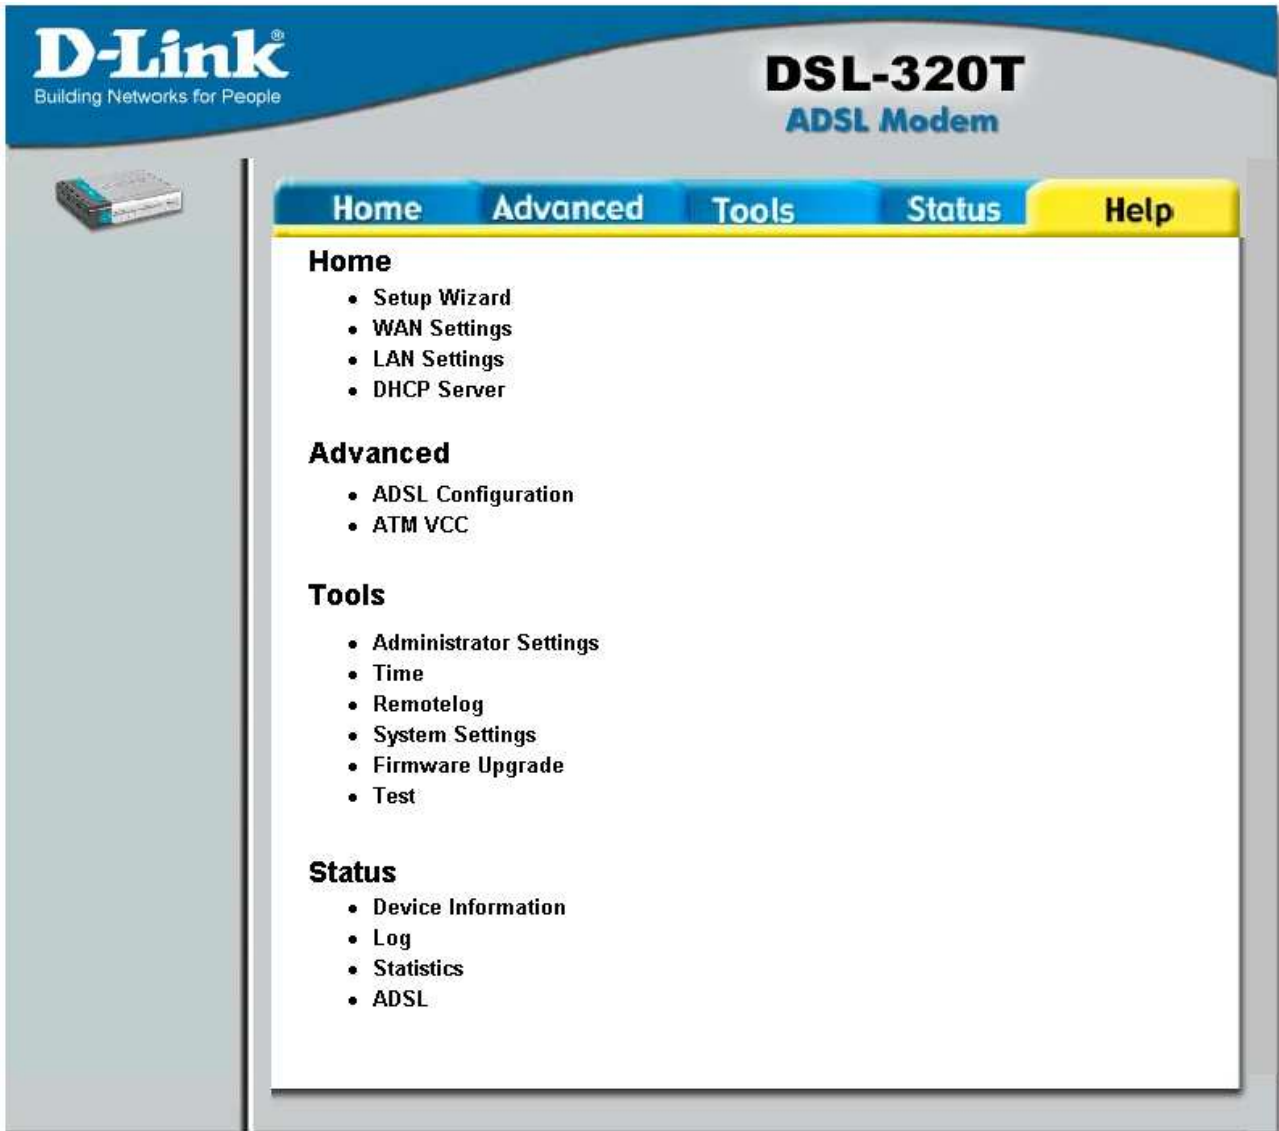 D-Link®
Building Networks for People
DSL-320T
ADSL Modem
Home Advanced Tools Status Help
Home
• Setup Wizard
• WAN Settings
• LAN Settings
• DHCP Server
Advanced
• ADSL Configuration
• ATM VCC
Tools
• Administrator Settings
• Time
• Remotelog
• System Settings
• Firmware Upgrade
• Test
Status
• Device Information
• Log
• Statistics
• ADSL